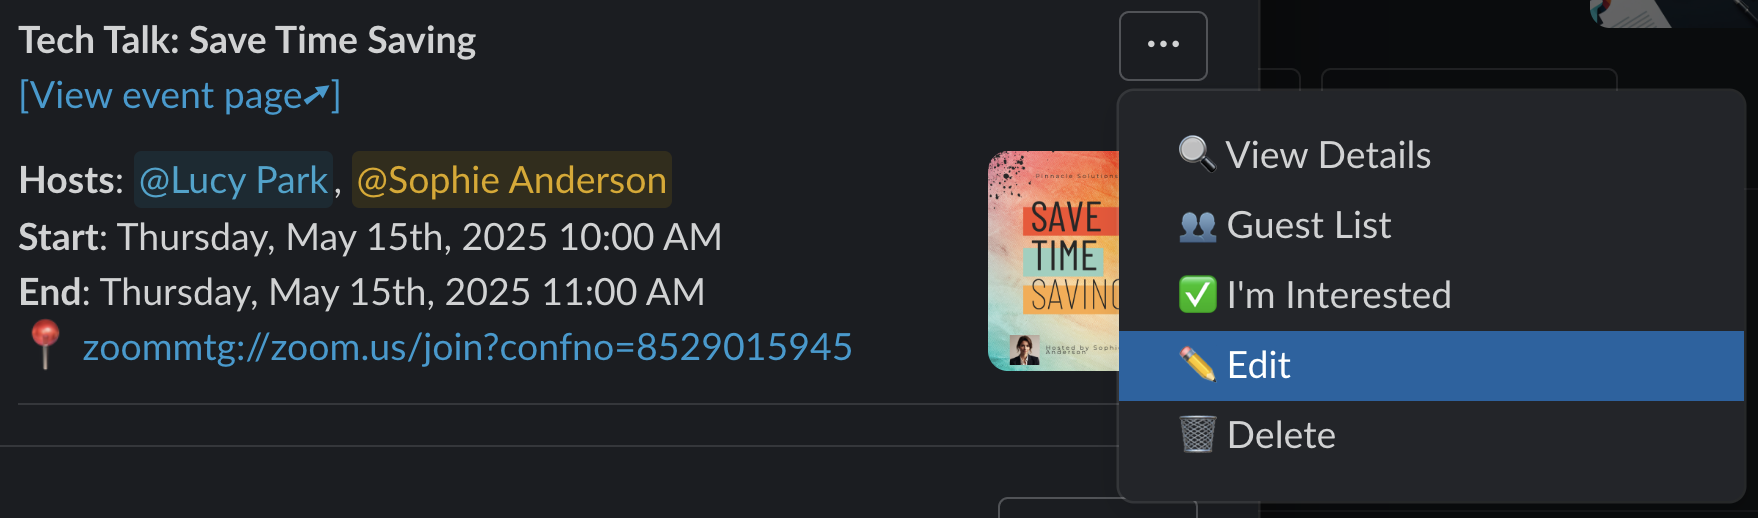 Tech Talk: Save Time Saving
[View event page↗]
Hosts: @Lucy Park, @Sophie Anderson
Start: Thursday, May 15th, 2025 10:00 AM
End: Thursday, May 15th, 2025 11:00 AM
📍 zoommtg://zoom.us/join?confno=8529015945
Pinnacle Solutions
SAVE
TIME
SAVING
Hosted by Sophie
Anderson
...
🔍 View Details
👥 Guest List
✅ I'm Interested
✏️ Edit
🗑️ Delete